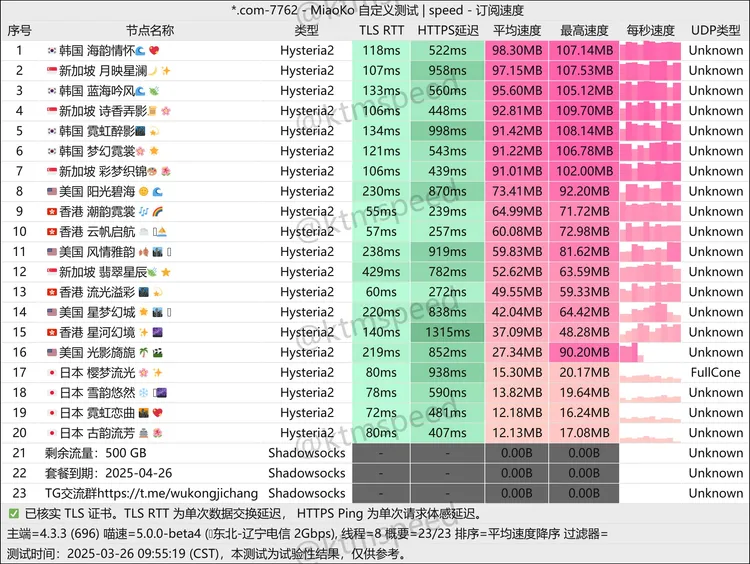 *.com-7762 - Miaoko 自定义测试 | speed - 订阅速度
序号 节点名称 类型 TLS RTT HTTPS延迟 平均速度 最高速度 每秒速度 UDP类型
1 🇰🇷韩国 海韵情怀🌊 ❤️ Hysteria2 118ms 522ms 98.30MB 107.14MB Unknown
2 🇸🇬新加坡 月映星澜🌙 ✨ Hysteria2 107ms 958ms 97.15MB 107.53MB Unknown
3 🇰🇷韩国 蓝海吟风🌊 🍃 Hysteria2 133ms 560ms 95.60MB 105.12MB Unknown
4 🇸🇬新加坡 诗香弄影📜 🌸 Hysteria2 106ms 448ms 92.81MB 109.70MB Unknown
5 🇰🇷韩国 霓虹醉影🌃 💫 Hysteria2 134ms 998ms 91.42MB 108.14MB Unknown
6 🇰🇷韩国 梦幻霓裳🌸 ⭐ Hysteria2 121ms 543ms 91.22MB 106.78MB Unknown
7 🇸🇬新加坡 彩梦织锦🎨 🌺 Hysteria2 106ms 439ms 91.01MB 102.00MB Unknown
8 🇺🇸美国 阳光碧海 🌞 🌊 Hysteria2 230ms 870ms 73.41MB 92.20MB Unknown
9 🇭🇰香港 潮韵霓裳 🎶 🌈 Hysteria2 55ms 239ms 64.99MB 71.72MB Unknown
10 🇭🇰香港 云帆启航 ☁️ ⛵ Hysteria2 57ms 257ms 60.08MB 72.98MB Unknown
11 🇺🇸美国 风情雅韵 🍂 🌃 Hysteria2 238ms 919ms 59.83MB 81.62MB Unknown
12 🇸🇬新加坡 翡翠星辰🍃 ⭐ Hysteria2 429ms 782ms 52.62MB 63.59MB Unknown
13 🇭🇰香港 流光溢彩 🌃 💫 Hysteria2 60ms 272ms 49.55MB 59.33MB Unknown
14 🇺🇸美国 星梦幻城 ⭐ 🌃 Hysteria2 220ms 838ms 42.04MB 64.42MB Unknown
15 🇭🇰香港 星河幻境 ✨ 🌌 Hysteria2 140ms 1315ms 37.09MB 48.28MB Unknown
16 🇺🇸美国 光影旖旎 🌴 🏞 Hysteria2 219ms 852ms 27.34MB 90.20MB Unknown
17 🇯🇵日本 樱梦流光 🌸 ✨ Hysteria2 80ms 938ms 15.30MB 20.17MB FullCone
18 🇯🇵日本 雪韵悠然 ❄️ 🌌 Hysteria2 78ms 590ms 13.82MB 19.64MB Unknown
19 🇯🇵日本 霓虹恋曲 🌃 ❤️ Hysteria2 72ms 481ms 12.18MB 16.24MB Unknown
20 🇯🇵日本 古韵流芳 🏯 🌺 Hysteria2 80ms 407ms 12.13MB 17.08MB Unknown
21 剩余流量：500 GB Shadowsocks - - 0.00B 0.00B Unknown
22 套餐到期：2025-04-26 Shadowsocks - - 0.00B 0.00B Unknown
23 TG交流群https://t.me/wukongjichang Shadowsocks - - 0.00B 0.00B Unknown
✅ 已核实 TLS 证书。TLS RTT 为单次数据交换延迟， HTTPS Ping 为单次请求体感延迟。
主端=4.3.3 (696) 喵速=5.0.0-beta4 (东北-辽宁电信 2Gbps), 线程=8 概要=23/23 排序=平均速度降序 过滤器=
测试时间：2025-03-26 09:55:19 (CST)，本测试为试验性结果，仅供参考。
@ktmspeed
@ktmspeed
@ktmspeed
@ktmspeed
@ktmspeed